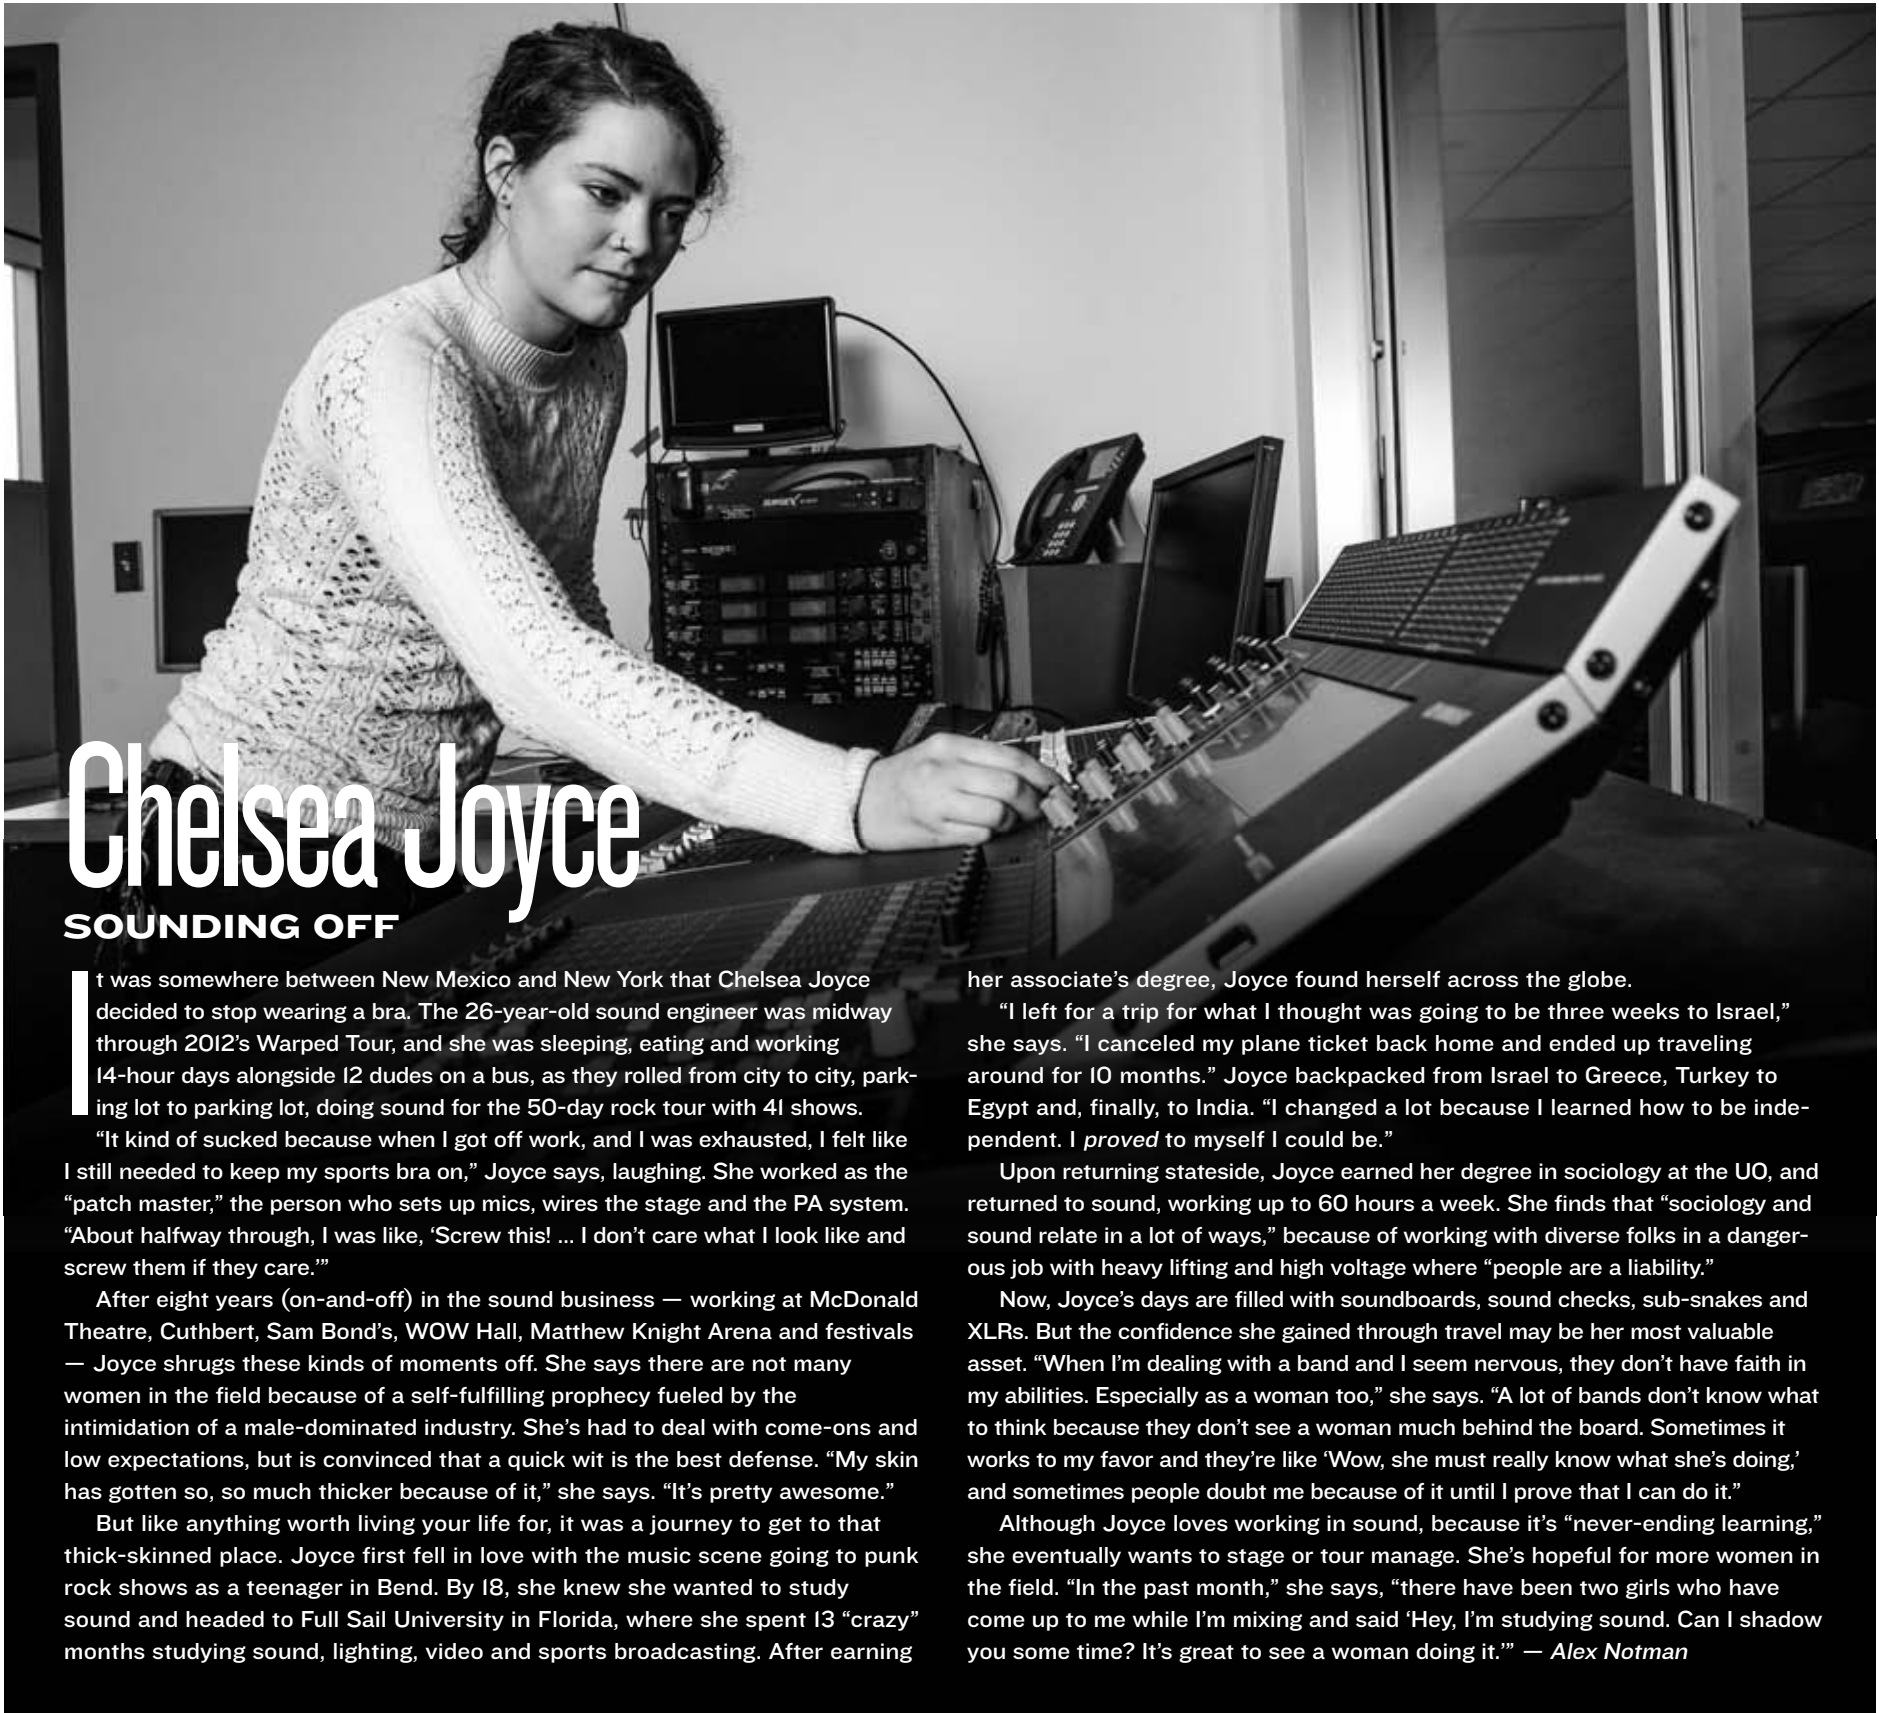 Chelsea Joyce
SOUNDING OFF
It was somewhere between New Mexico and New York that Chelsea Joyce
decided to stop wearing a bra. The 26-year-old sound engineer was midway
through 2012’s Warped Tour, and she was sleeping, eating and working
14-hour days alongside 12 dudes on a bus, as they rolled from city to city, park-
ing lot to parking lot, doing sound for the 50-day rock tour with 41 shows.
“It kind of sucked because when I got off work, and I was exhausted, I felt like
I still needed to keep my sports bra on,” Joyce says, laughing. She worked as the
“patch master,” the person who sets up mics, wires the stage and the PA system.
“About halfway through, I was like, ‘Screw this! ... I don’t care what I look like and
screw them if they care.’”
After eight years (on-and-off) in the sound business — working at McDonald
Theatre, Cuthbert, Sam Bond’s, WOW Hall, Matthew Knight Arena and festivals
— Joyce shrugs these kinds of moments off. She says there are not many
women in the field because of a self-fulfilling prophecy fueled by the
intimidation of a male-dominated industry. She’s had to deal with come-ons and
low expectations, but is convinced that a quick wit is the best defense. “My skin
has gotten so, so much thicker because of it,” she says. “It’s pretty awesome.”
But like anything worth living your life for, it was a journey to get to that
thick-skinned place. Joyce first fell in love with the music scene going to punk
rock shows as a teenager in Bend. By 18, she knew she wanted to study
sound and headed to Full Sail University in Florida, where she spent 13 “crazy”
months studying sound, lighting, video and sports broadcasting. After earning
her associate’s degree, Joyce found herself across the globe.
“I left for a trip for what I thought was going to be three weeks to Israel,”
she says. “I canceled my plane ticket back home and ended up traveling
around for 10 months.” Joyce backpacked from Israel to Greece, Turkey to
Egypt and, finally, to India. “I changed a lot because I learned how to be inde-
pendent. I proved to myself I could be.”
Upon returning stateside, Joyce earned her degree in sociology at the UO, and
returned to sound, working up to 60 hours a week. She finds that “sociology and
sound relate in a lot of ways,” because of working with diverse folks in a danger-
ous job with heavy lifting and high voltage where “people are a liability.”
Now, Joyce’s days are filled with soundboards, sound checks, sub-snakes and
XLRs. But the confidence she gained through travel may be her most valuable
asset. “When I’m dealing with a band and I seem nervous, they don’t have faith in
my abilities. Especially as a woman too,” she says. “A lot of bands don’t know what
to think because they don’t see a woman much behind the board. Sometimes it
works to my favor and they’re like ‘Wow, she must really know what she’s doing,’
and sometimes people doubt me because of it until I prove that I can do it.”
Although Joyce loves working in sound, because it’s “never-ending learning,”
she eventually wants to stage or tour manage. She’s hopeful for more women in
the field. “In the past month,” she says, “there have been two girls who have
come up to me while I’m mixing and said ‘Hey, I’m studying sound. Can I shadow
you some time? It’s great to see a woman doing it.’” — Alex Notman